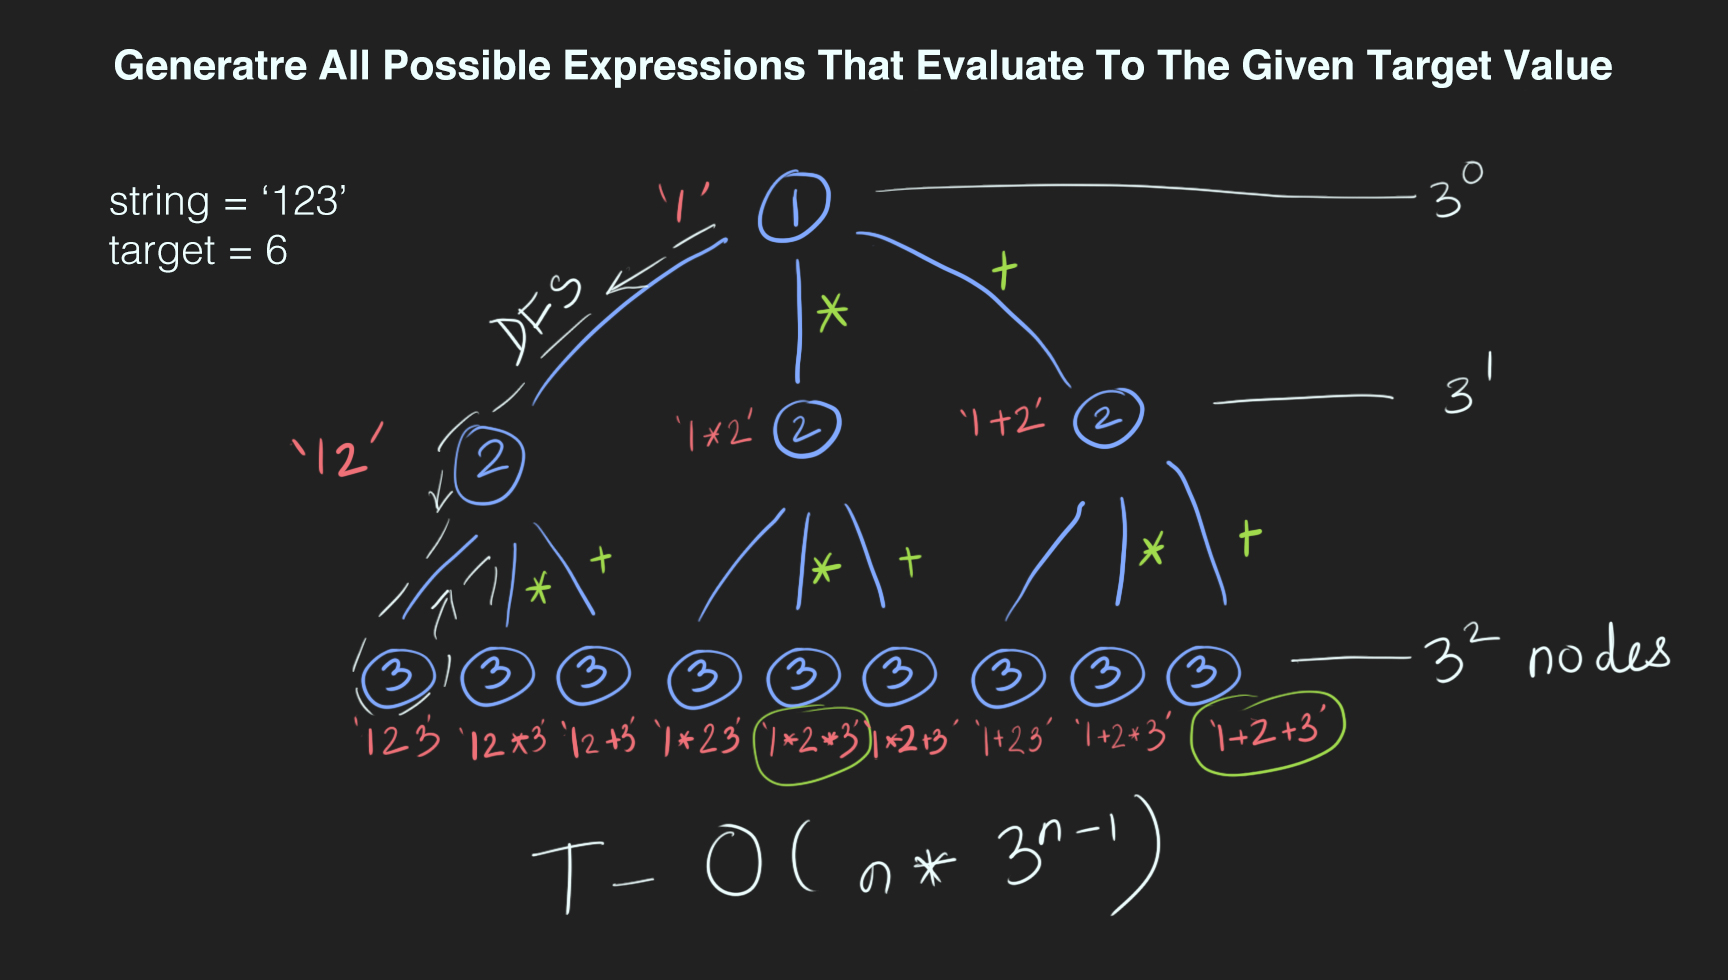 Generatre All Possible Expressions That Evaluate To The Given Target Value
string = ‘123’
target = 6
'1' 1 3^0
DFS * +
'12' 2 '1*2' 2 '1+2' 2 3^1
* + * + * +
3 3 3 3 3 3 3 3 3 3^2 nodes
'123' '12*3' '12+3' '1*23' '1*2*3' '1*2+3' '1+23' '1+2*3' '1+2+3'
T - O( n * 3^n-1 )